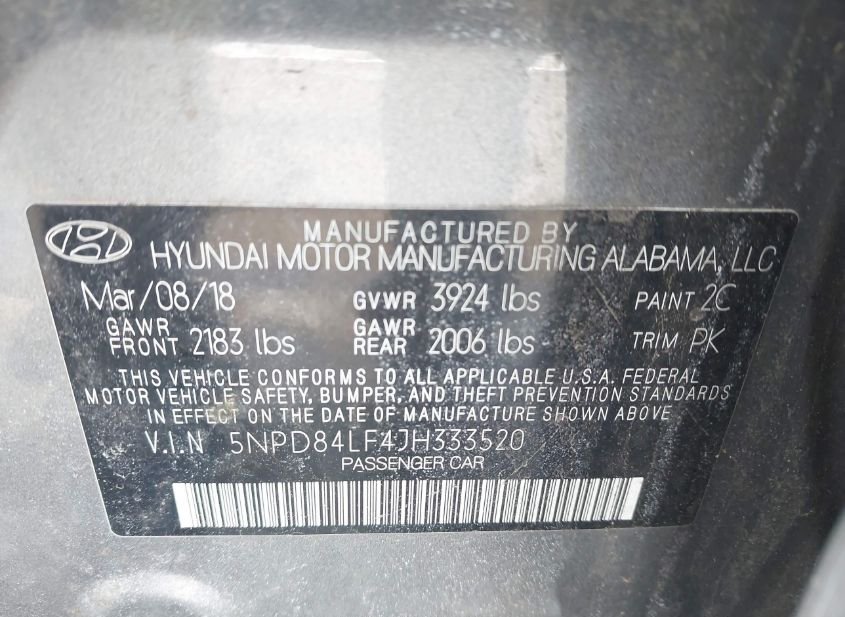 MANUFACTURED BY
HYUNDAI MOTOR MANUFACTURING ALABAMA, LLC
Mar/08/18 GVWR 3924 lbs PAINT 2C
GAWR FRONT 2183 lbs GAWR REAR 2006 lbs TRIM PK
THIS VEHICLE CONFORMS TO ALL APPLICABLE U.S.A. FEDERAL
MOTOR VEHICLE SAFETY, BUMPER, AND THEFT PREVENTION STANDARDS
IN EFFECT ON THE DATE OF MANUFACTURE SHOWN ABOVE
V.I.N 5NPD84LF4JH333520
PASSENGER CAR